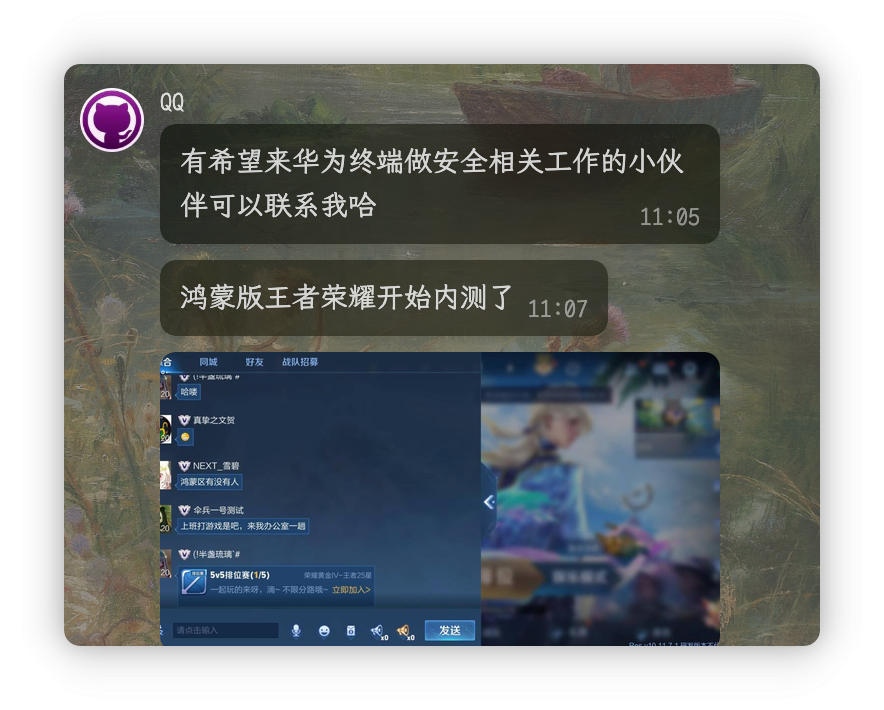 QQ
有希望来华为终端做安全相关工作的小伙
伴可以联系我哈
11:05
鸿蒙版王者荣耀开始内测了
11:07
同城 好友 战队招募
(!半盏琉璃`#
哈喽
真挚之文贺
NEXT_雪碧
鸿蒙区有没有人
伞兵一号测试
上班打游戏是吧，来我办公室一趟
(!半盏琉璃`#
5v5排位赛(1/5) 荣耀黄金IV~王者25星
一起玩的来呀，滴~ 不限分路哦~ 立即加入>
请点击输入
x0
x0
发送